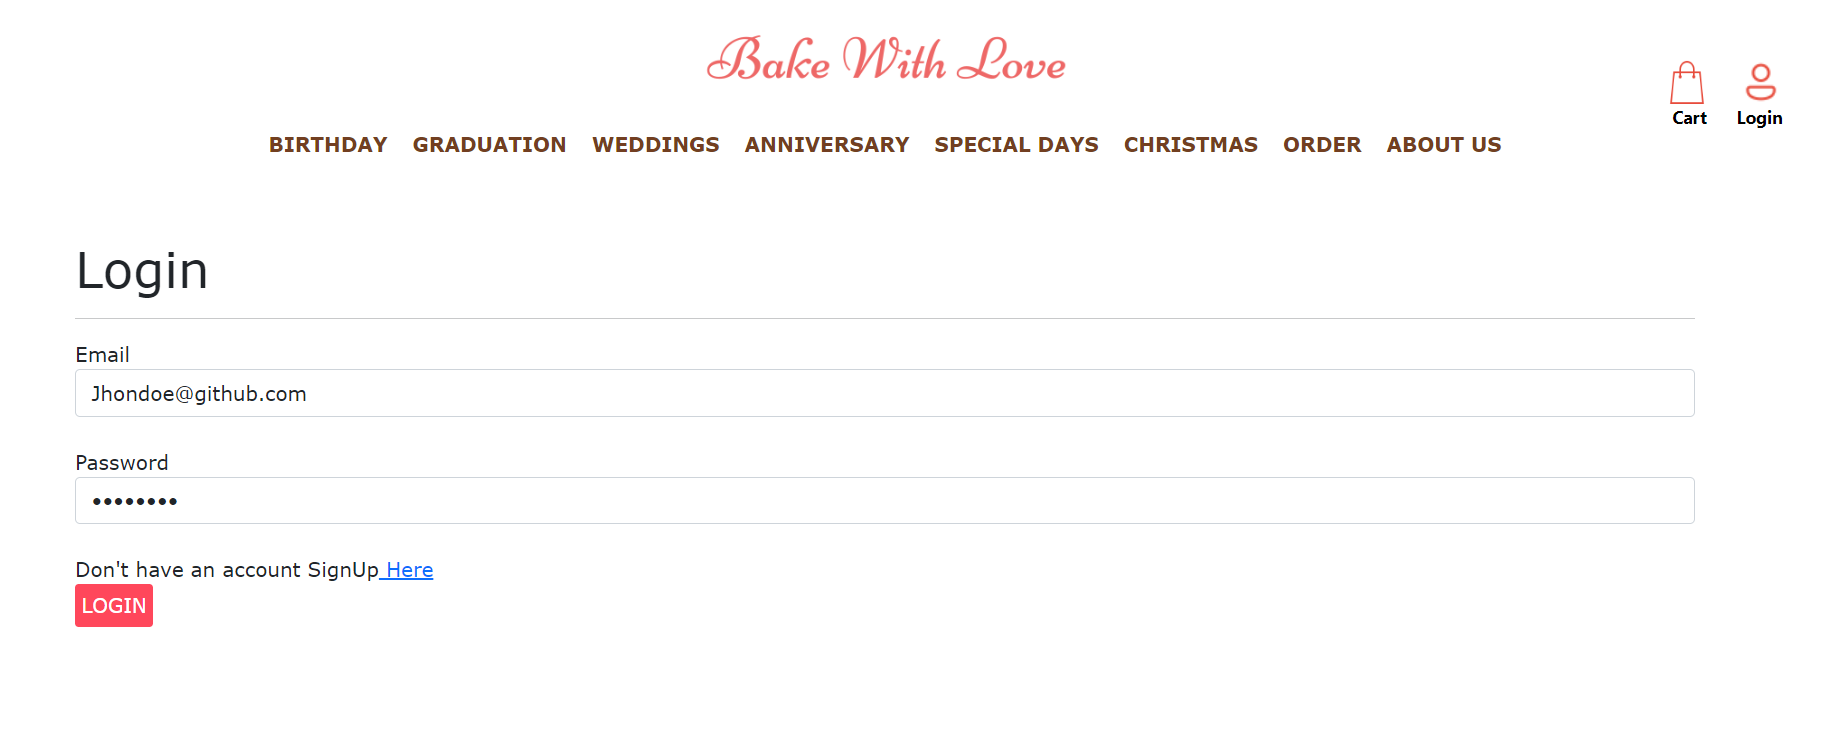 Bake With Love
Cart Login
BIRTHDAY GRADUATION WEDDINGS ANNIVERSARY SPECIAL DAYS CHRISTMAS ORDER ABOUT US
Login
Email
Jhondoe@github.com
Password
••••••••
Don't have an account SignUp Here
LOGIN